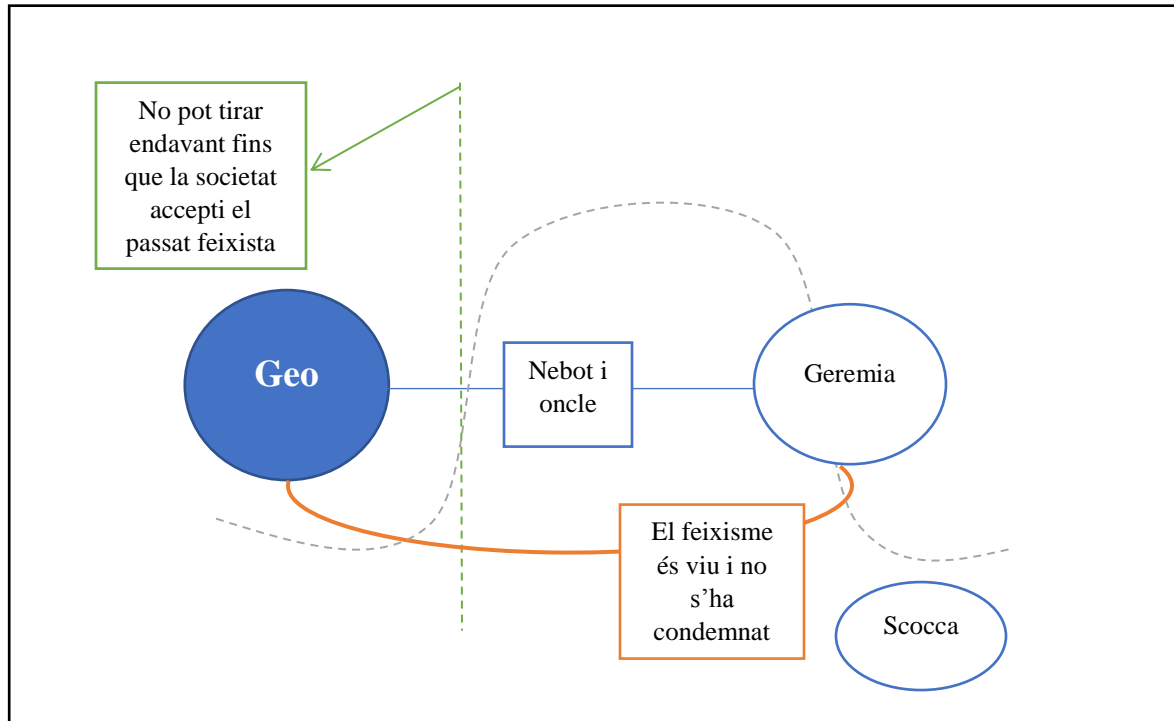 No pot tirar
endavant fins
que la societat
accepti el
passat feixista
Geo
Nebot i
oncle
Geremia
El feixisme
és viu i no
s’ha
condemnat
Scocca